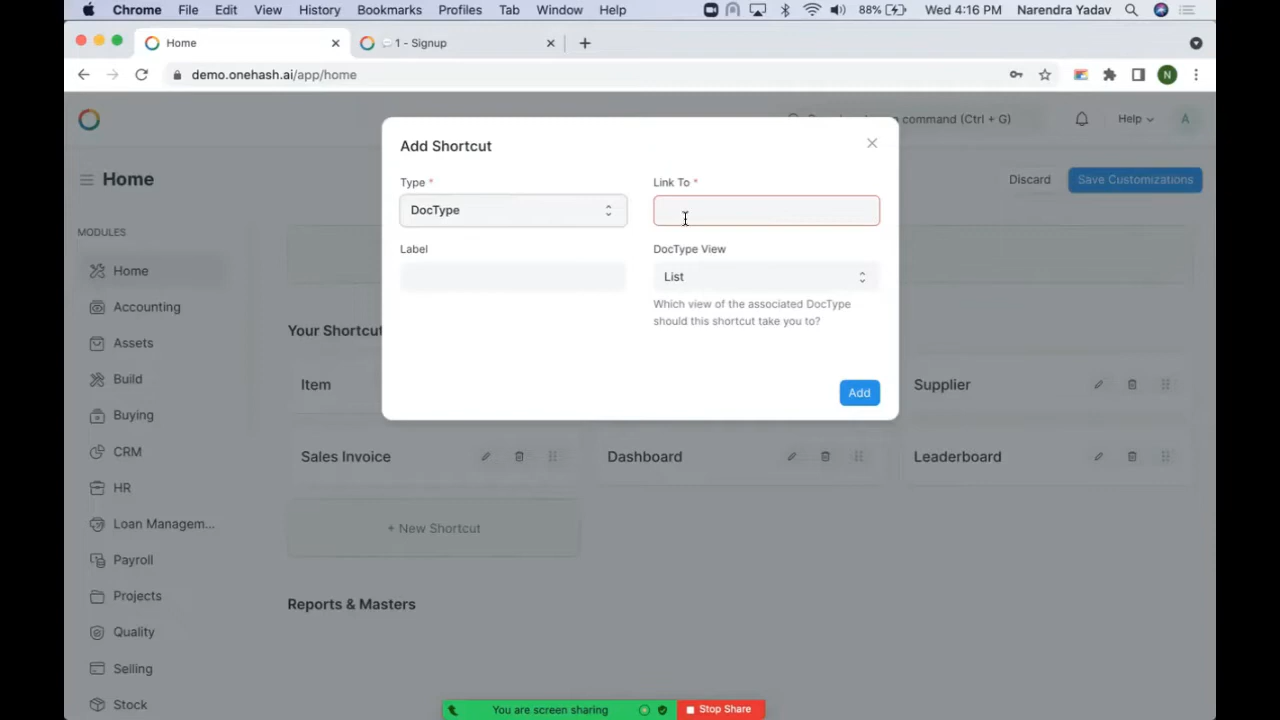 Chrome File Edit View History Bookmarks Profiles Tab Window Help 88% Wed 4:16 PM Narendra Yadav
Home 1 - Signup
demo.onehash.ai/app/home N
command (Ctrl + G) Help A
Home Discard Save Customizations
Add Shortcut
Type * Link To *
DocType
Label DocType View
List
Which view of the associated DocType
should this shortcut take you to?
Add
MODULES
Home
Accounting
Assets
Build
Buying
CRM
HR
Loan Managem...
Payroll
Projects
Quality
Selling
Stock
Your Shortcut
Item Supplier
Sales Invoice Dashboard Leaderboard
+ New Shortcut
Reports & Masters
You are screen sharing Stop Share